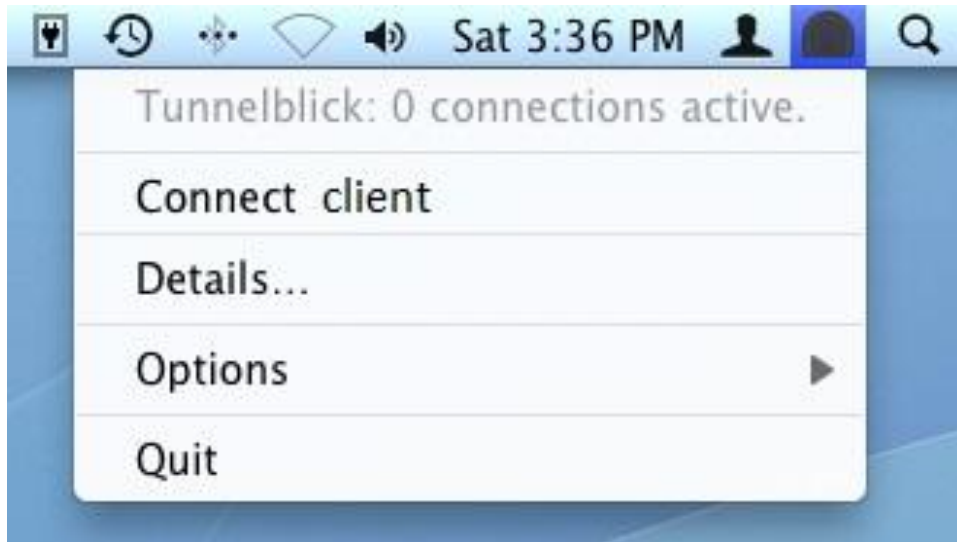 Sat 3:36 PM
Tunnelblick: 0 connections active.
Connect client
Details...
Options
Quit